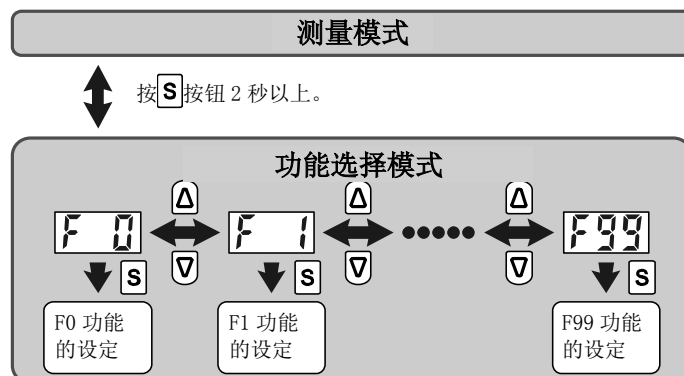 测量模式
按 S 按钮 2 秒以上。
功能选择模式
F 0
F 1
F99
S
S
S
F0 功能
的设定
F1 功能
的设定
F99 功能
的设定